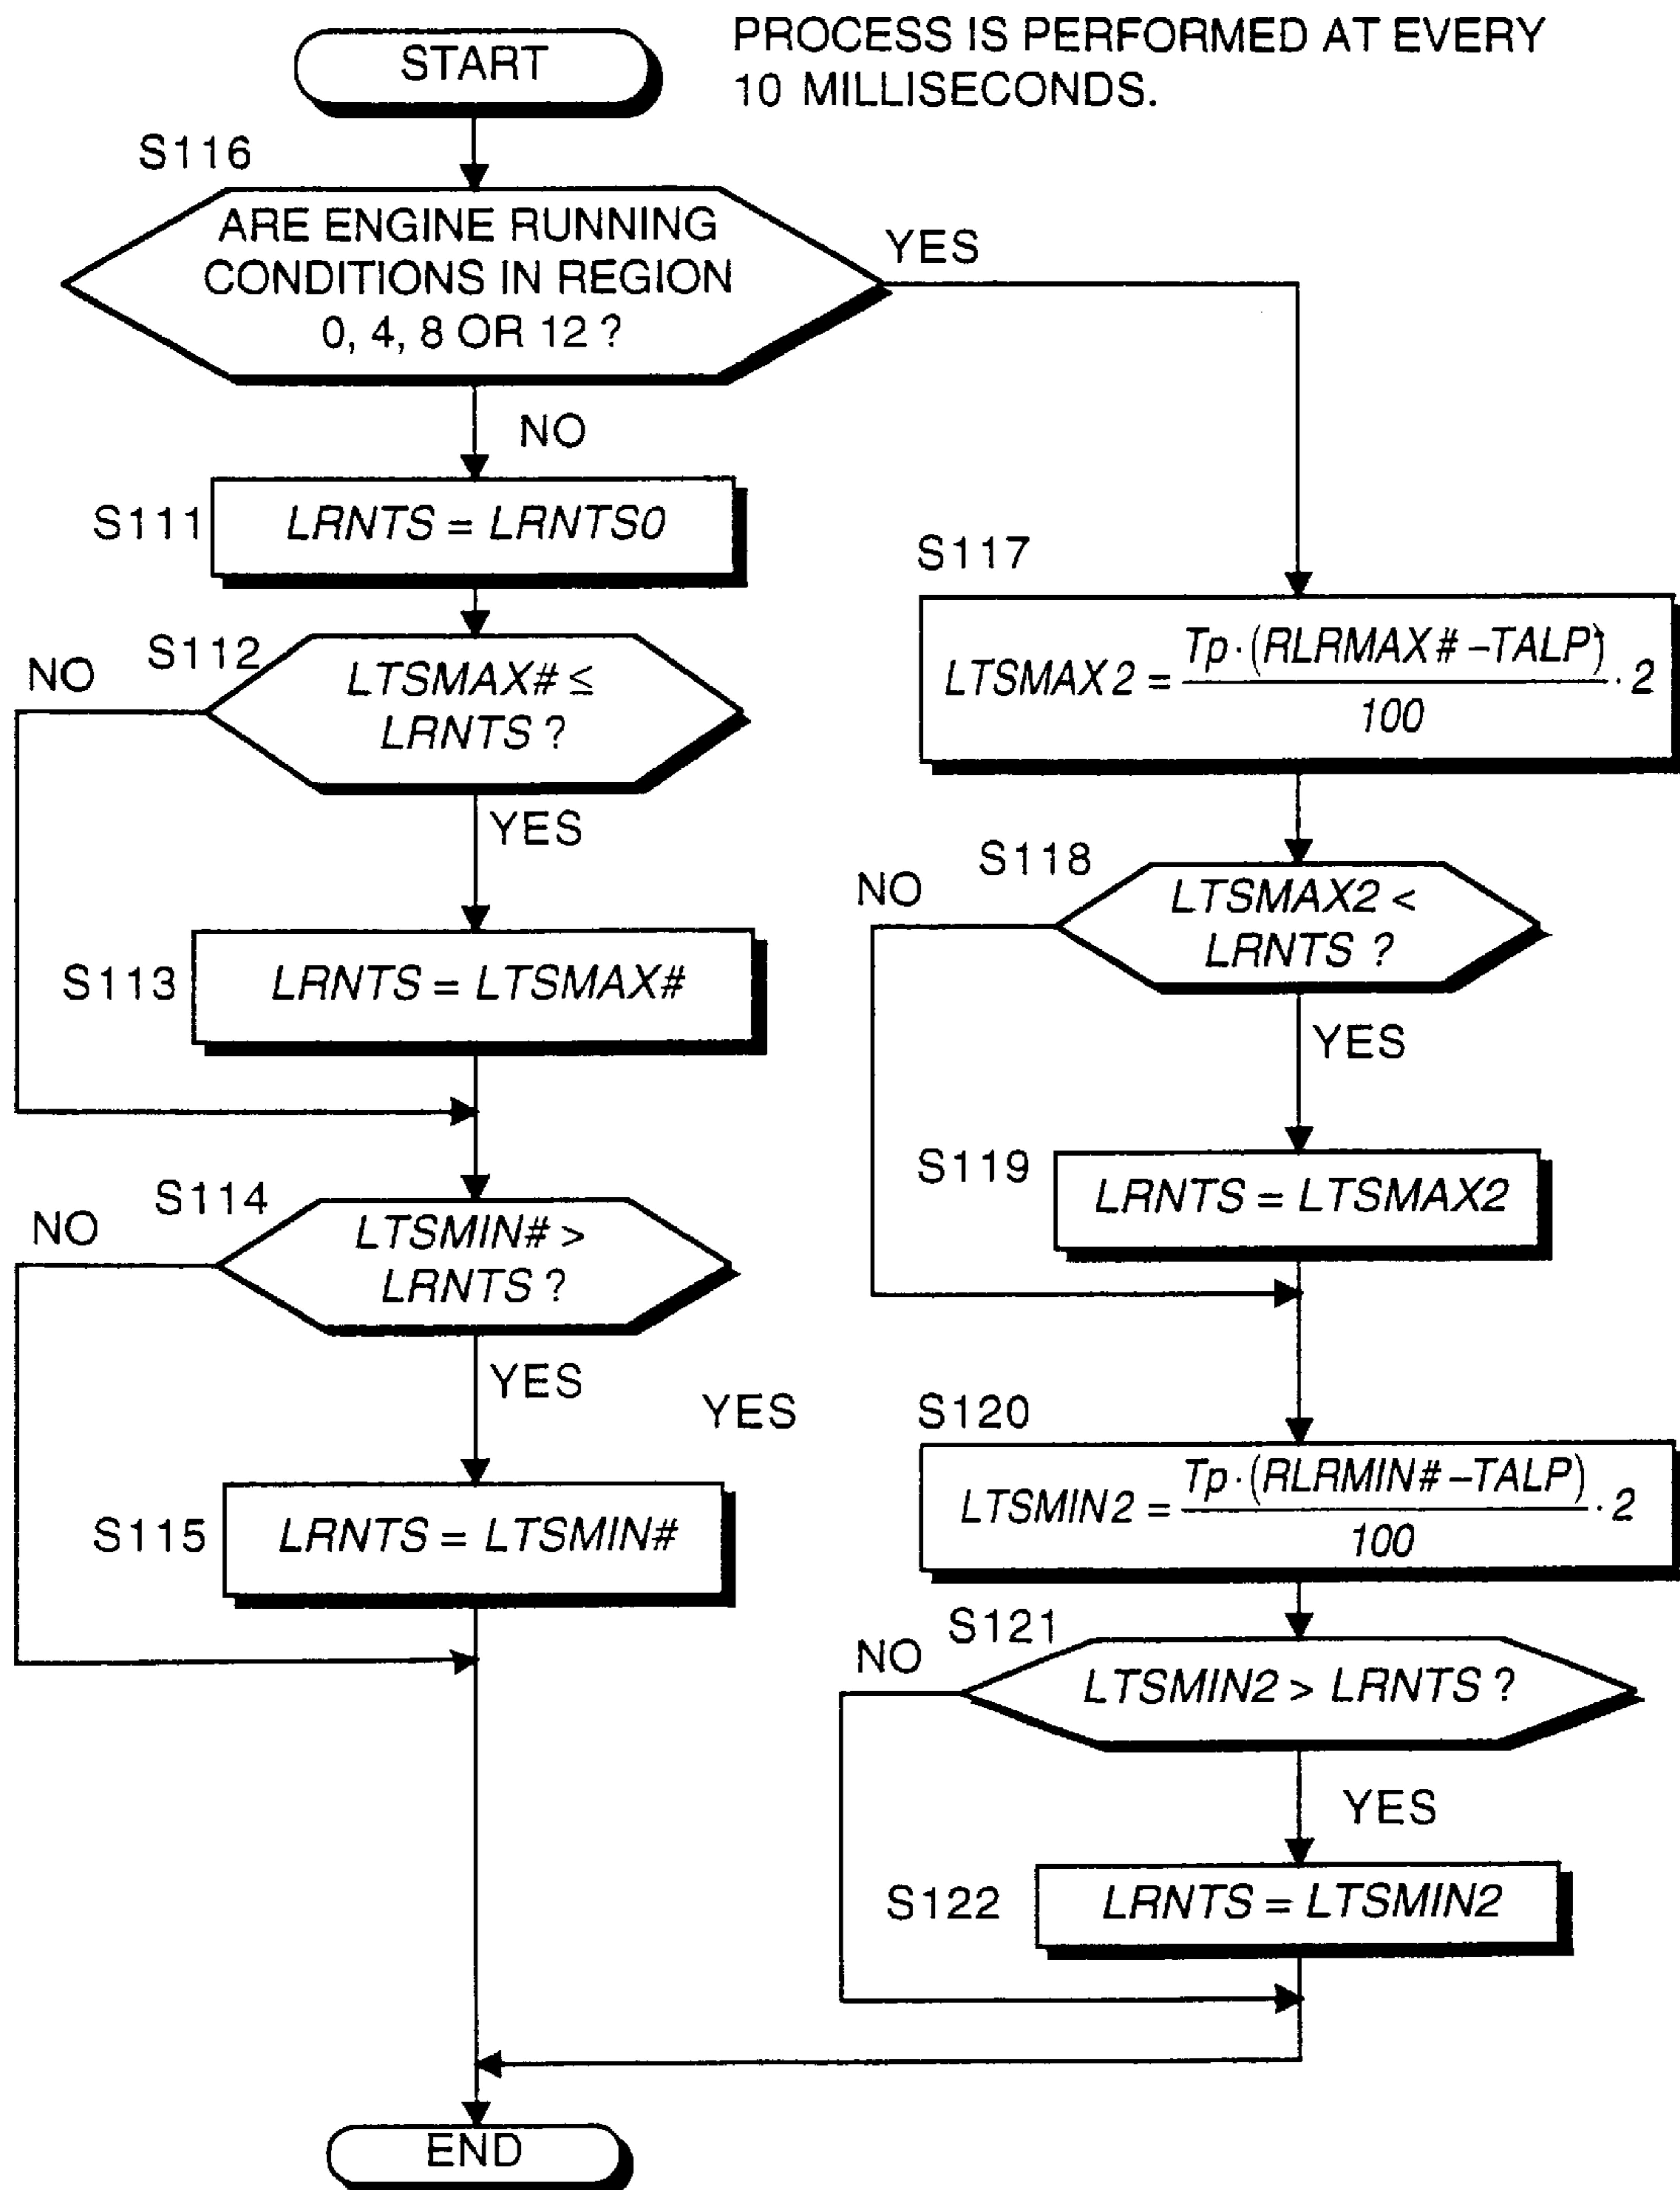 START
PROCESS IS PERFORMED AT EVERY
10 MILLISECONDS.
S116
ARE ENGINE RUNNING
CONDITIONS IN REGION
0, 4, 8 OR 12 ?
YES
NO
S111
LRNTS = LRNTS0
S112
NO
LTSMAX# ≤
LRNTS ?
YES
S113
LRNTS = LTSMAX#
S114
NO
LTSMIN# >
LRNTS ?
YES
YES
S115
LRNTS = LTSMIN#
S117
LTSMAX2 = Tp·(RLRMAX# –TALP) / 100 · 2
S118
NO
LTSMAX2 <
LRNTS ?
YES
S119
LRNTS = LTSMAX2
S120
LTSMIN2 = Tp·(RLRMIN# –TALP) / 100 · 2
S121
NO
LTSMIN2 > LRNTS ?
YES
S122
LRNTS = LTSMIN2
END